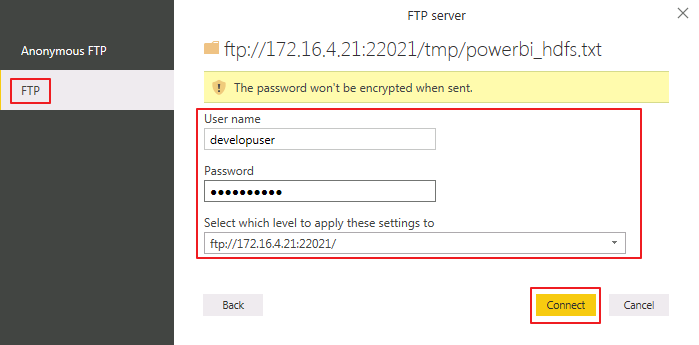 FTP server
Anonymous FTP
FTP
ftp://172.16.4.21:22021/tmp/powerbi_hdfs.txt
The password won't be encrypted when sent.
User name
developuser
Password
●●●●●●●●●●
Select which level to apply these settings to
ftp://172.16.4.21:22021/
Back
Connect
Cancel